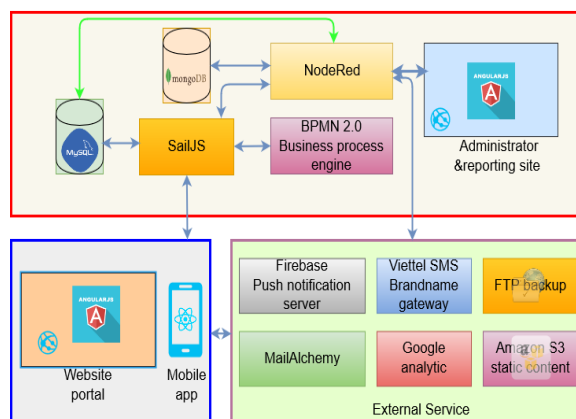 mongoDB
NodeRed
ANGULARJS
MySQL
SailJS
BPMN 2.0
Business process
engine
Administrator
&reporting site
Firebase
Push notification
server
Viettel SMS
Brandname
gateway
FTP backup
ANGULARJS
MailAlchemy
Google
analytic
Amazon S3
static content
Website
portal
Mobile
app
External Service